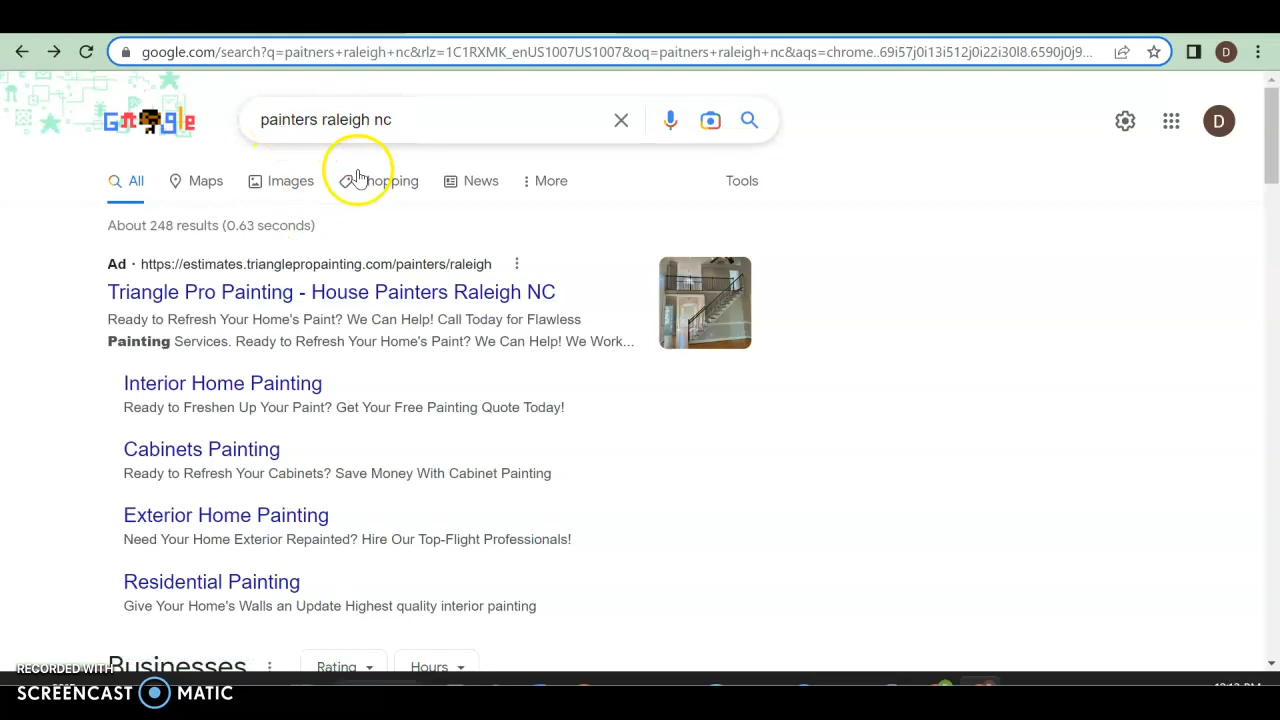 google.com/search?q=paitners+raleigh+nc&rlz=1C1RXMK_enUS1007US1007&oq=paitners+raleigh+nc&aqs=chrome..69i57j0i13i512j0i22i30l8.6590j0j9...
D
Google
painters raleigh nc
D
All Maps Images Shopping News More Tools
About 248 results (0.63 seconds)
Ad · https://estimates.trianglepropainting.com/painters/raleigh
Triangle Pro Painting - House Painters Raleigh NC
Ready to Refresh Your Home's Paint? We Can Help! Call Today for Flawless
Painting Services. Ready to Refresh Your Home's Paint? We Can Help! We Work...
Interior Home Painting
Ready to Freshen Up Your Paint? Get Your Free Painting Quote Today!
Cabinets Painting
Ready to Refresh Your Cabinets? Save Money With Cabinet Painting
Exterior Home Painting
Need Your Home Exterior Repainted? Hire Our Top-Flight Professionals!
Residential Painting
Give Your Home's Walls an Update Highest quality interior painting
Businesses Rating Hours
RECORDED WITH
SCREENCAST MATIC